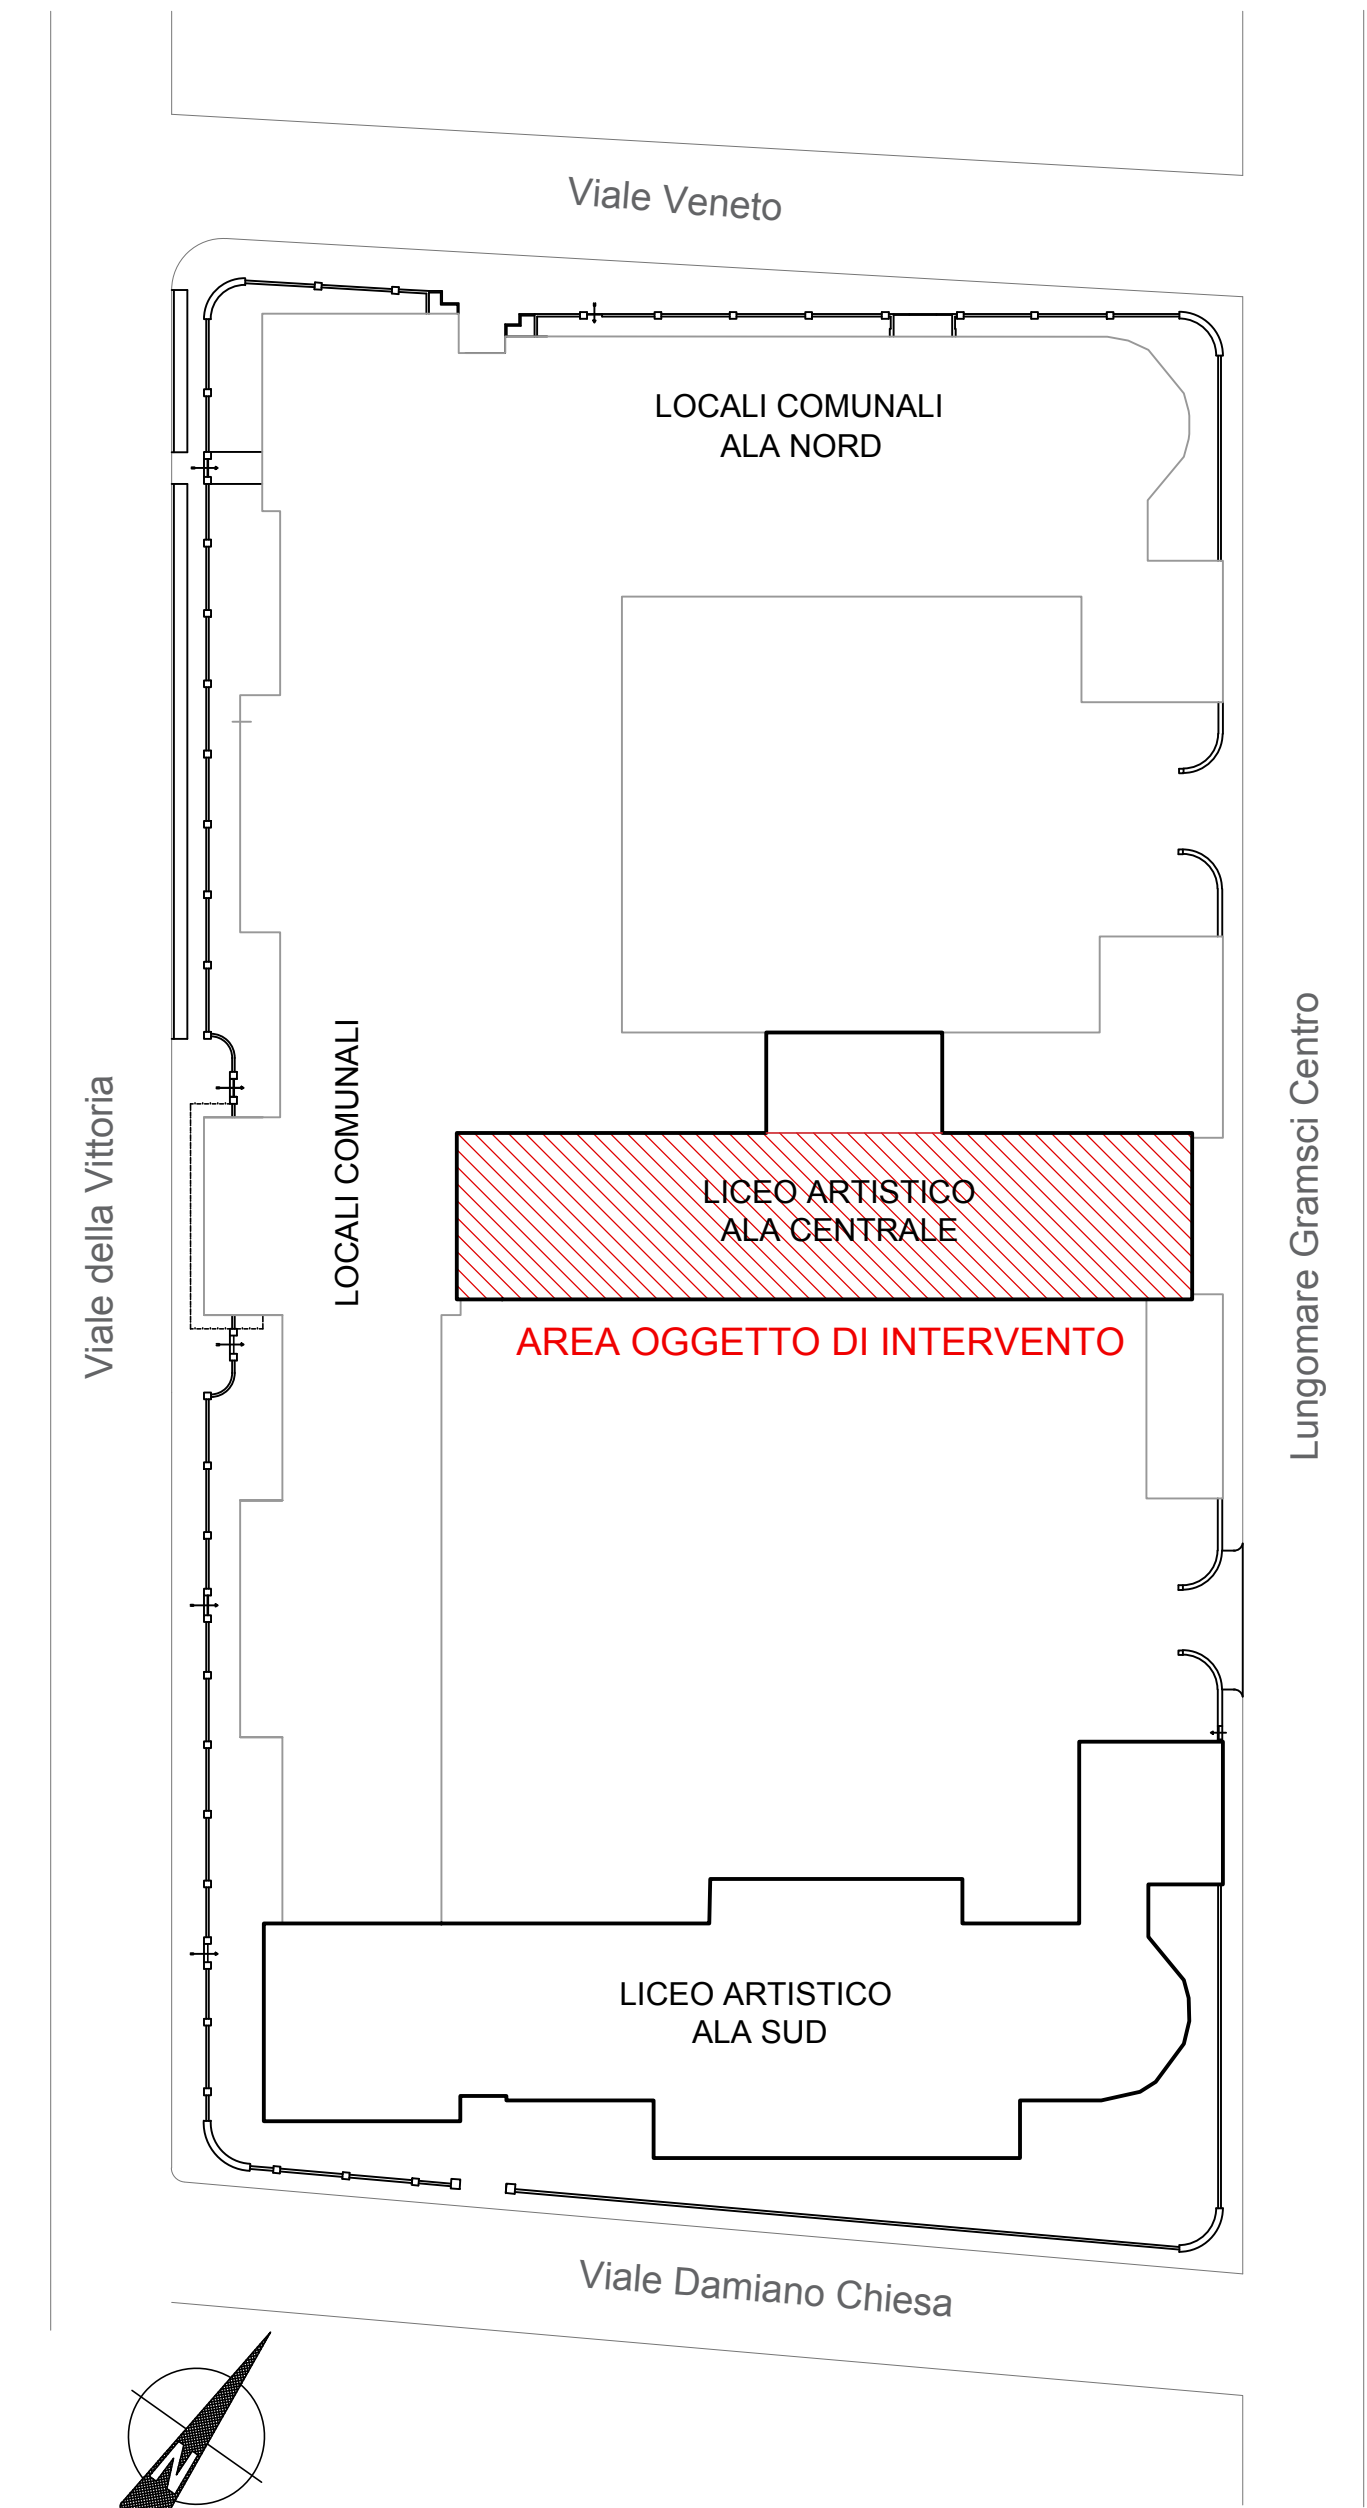 Viale Veneto
LOCALI COMUNALI
ALA NORD
LOCALI COMUNALI
Viale della Vittoria
Lungomare Gramsci Centro
LICEO ARTISTICO
ALA CENTRALE
AREA OGGETTO DI INTERVENTO
LICEO ARTISTICO
ALA SUD
Viale Damiano Chiesa
N